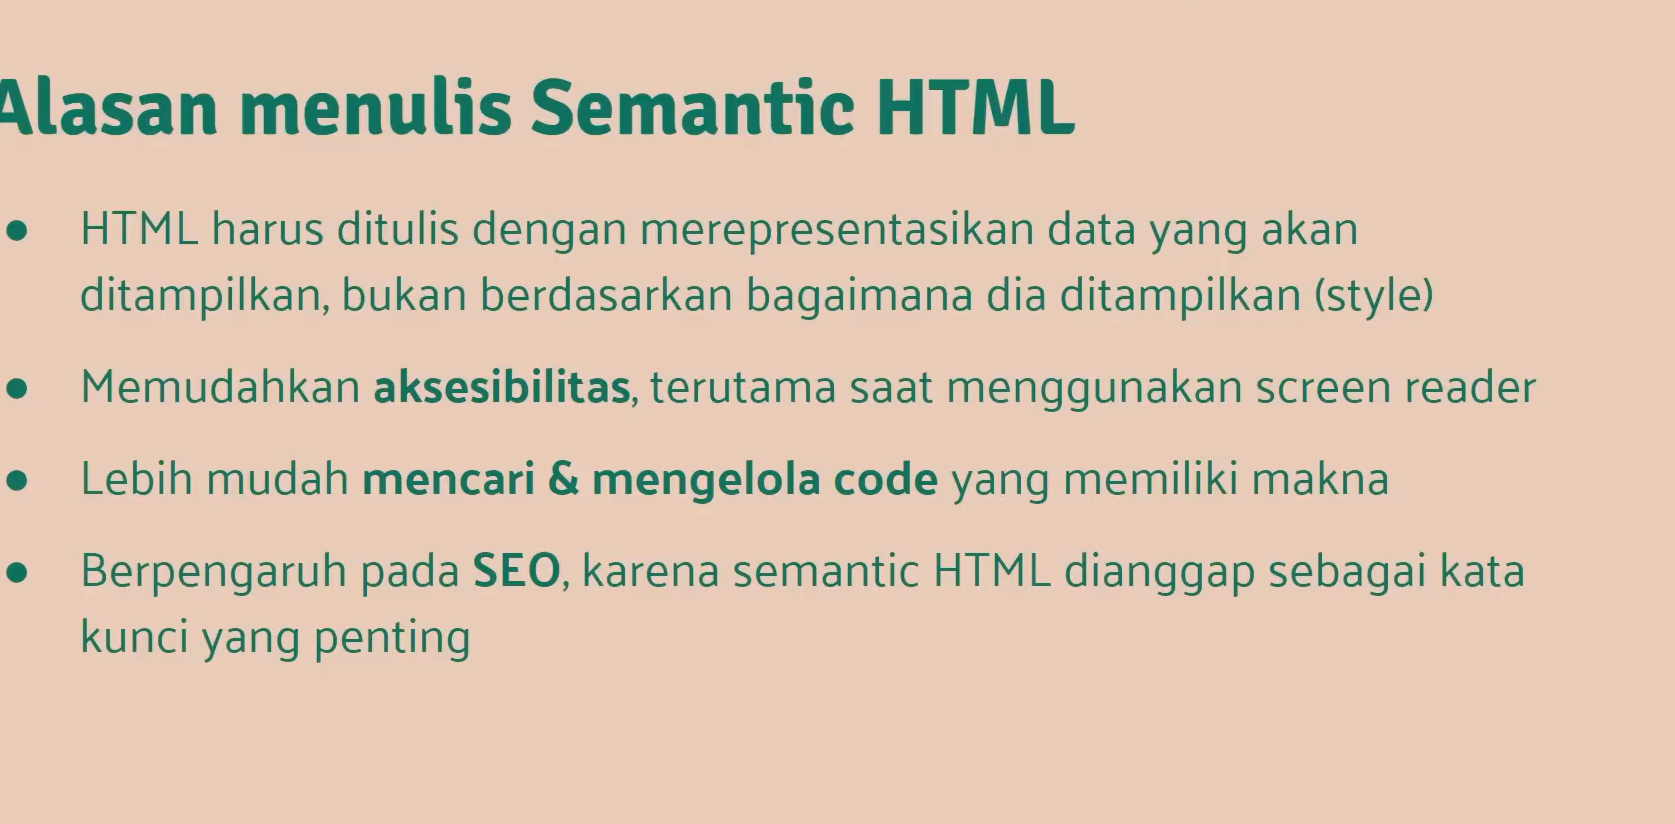 Alasan menulis Semantic HTML
● HTML harus ditulis dengan merepresentasikan data yang akan
ditampilkan, bukan berdasarkan bagaimana dia ditampilkan (style)
● Memudahkan aksesibilitas, terutama saat menggunakan screen reader
● Lebih mudah mencari & mengelola code yang memiliki makna
● Berpengaruh pada SEO, karena semantic HTML dianggap sebagai kata
kunci yang penting